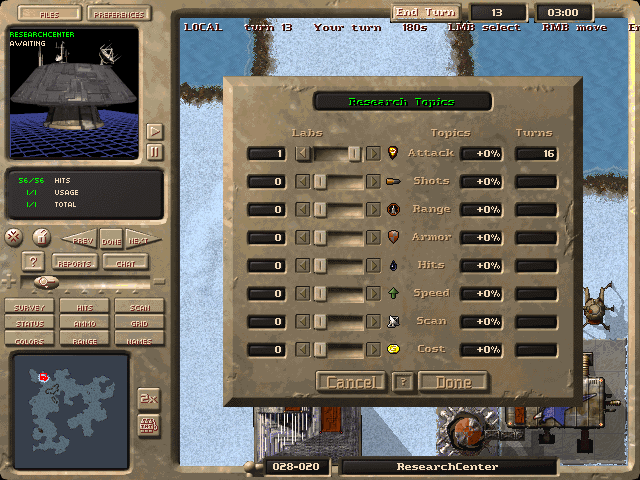 FILES PREFERENCES End Turn 13 03:00
LOCAL turn 13 Your turn 180s LMB select RMB move En
RESEARCHCENTER
AWAITING
Research Topics
Labs Topics Turns
1 Attack +0% 16
0 Shots +0%
0 Range +0%
0 Armor +0%
0 Hits +0%
0 Speed +0%
0 Scan +0%
0 Cost +0%
Cancel ? Done
56/56 HITS
1/1 USAGE
1/1 TOTAL
PREV DONE NEXT
? REPORTS CHAT
SURVEY HITS SCAN
STATUS AMMO GRID
COLORS RANGE NAMES
2x
028-020 ResearchCenter